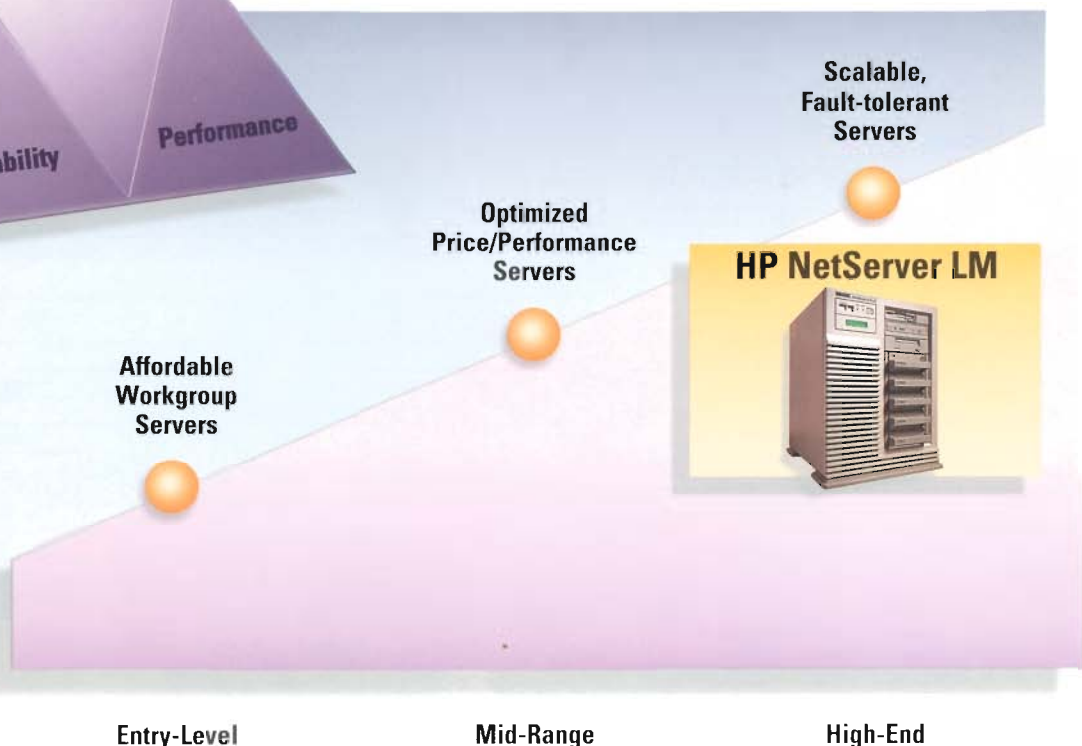 Performance
Scalable,
Fault-tolerant
Servers
Optimized
Price/Performance
Servers
HP NetServer LM
Affordable
Workgroup
Servers
Entry-Level
Mid-Range
High-End